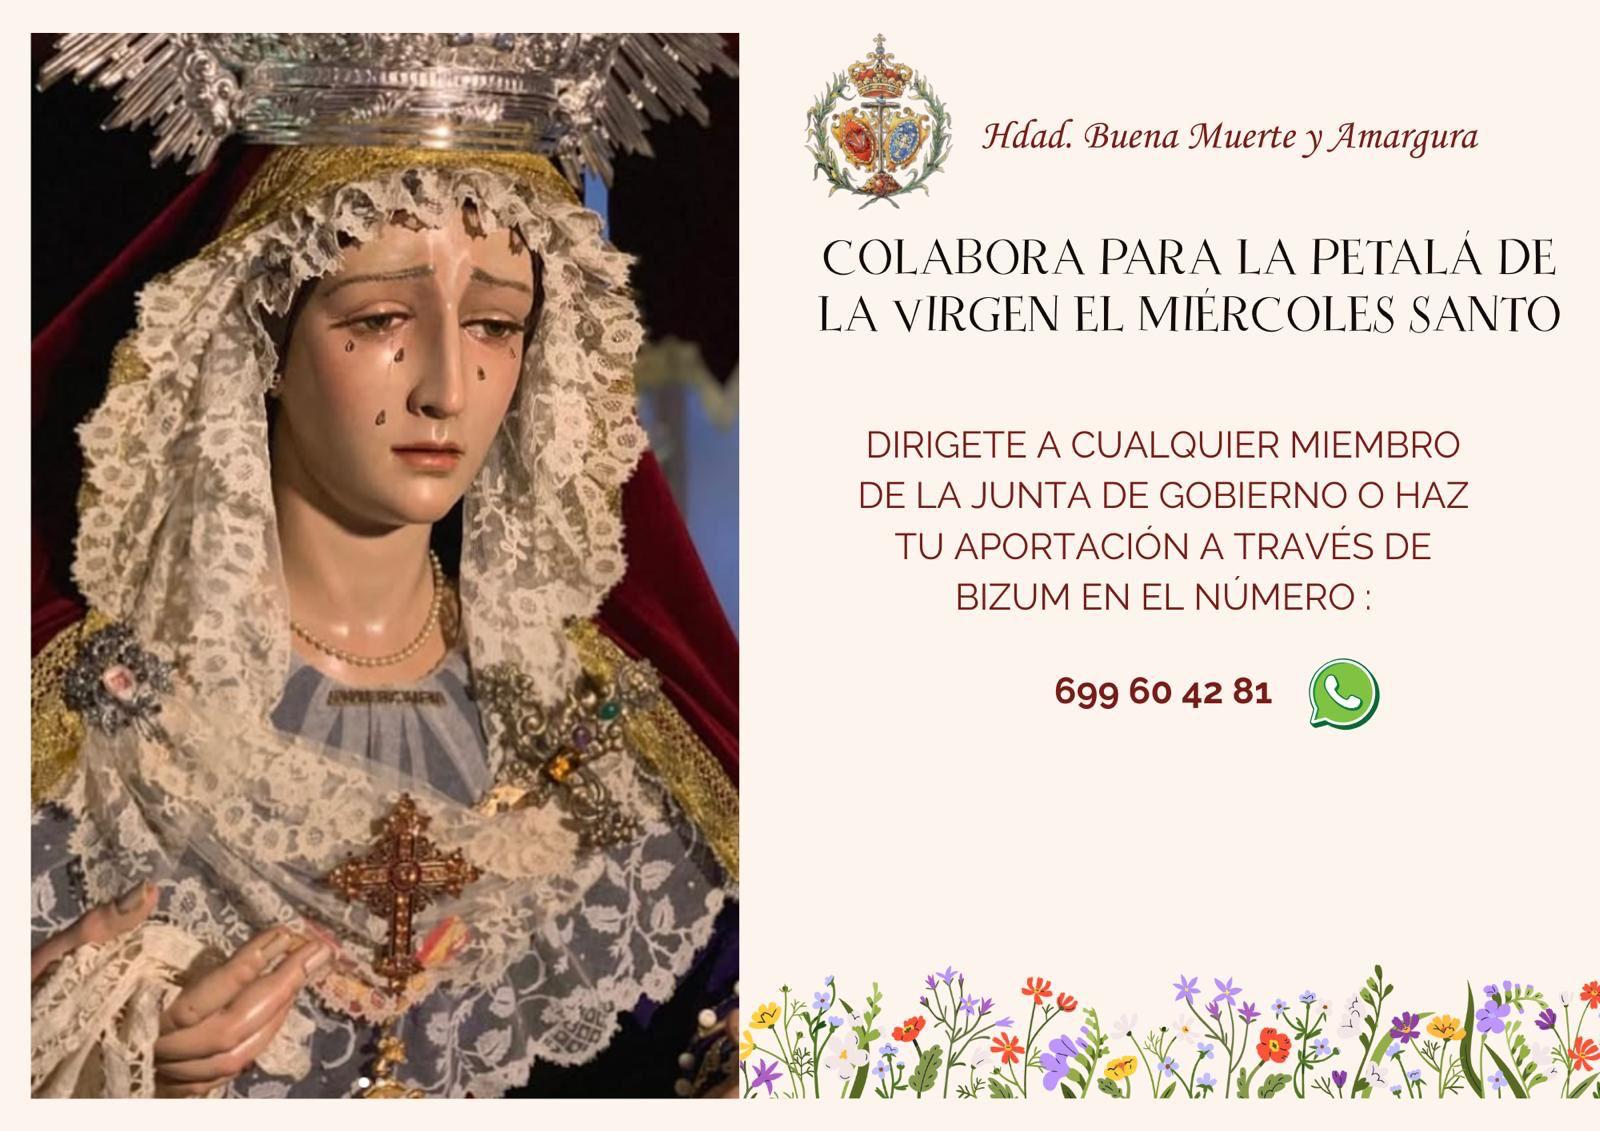 Hdad. Buena Muerte y Amargura
COLABORA PARA LA PETALÁ DE
LA VIRGEN EL MIÉRCOLES SANTO
DIRIGETE A CUALQUIER MIEMBRO
DE LA JUNTA DE GOBIERNO O HAZ
TU APORTACIÓN A TRAVÉS DE
BIZUM EN EL NÚMERO :
699 60 42 81